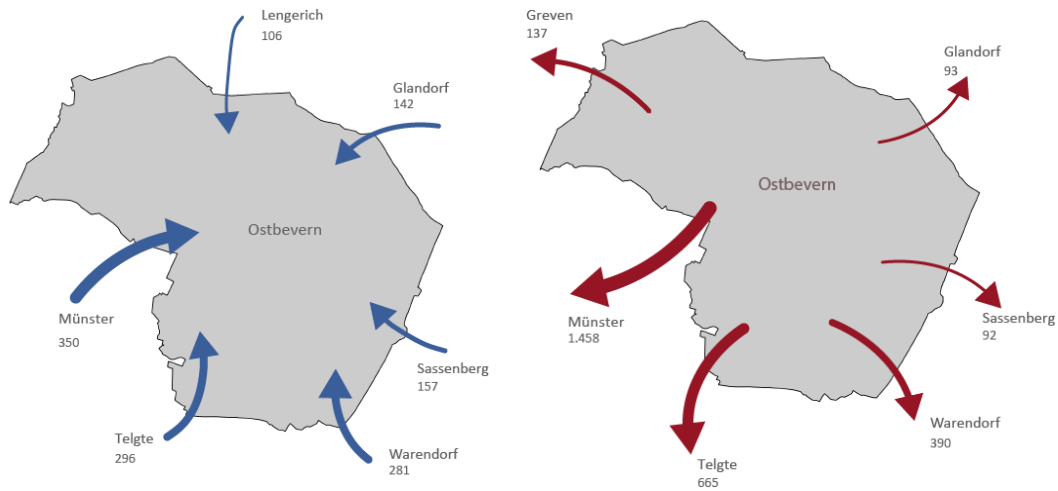 Lengerich
106
Glandorf
142
Ostbevern
Münster
350
Sassenberg
157
Telgte
296
Warendorf
281
Greven
137
Glandorf
93
Ostbevern
Münster
1.458
Sassenberg
92
Warendorf
390
Telgte
665